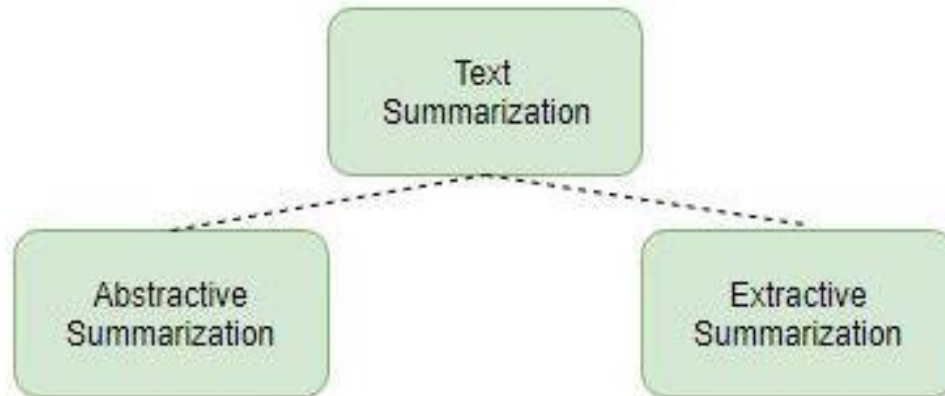 Text
Summarization
Abstractive
Summarization
Extractive
Summarization